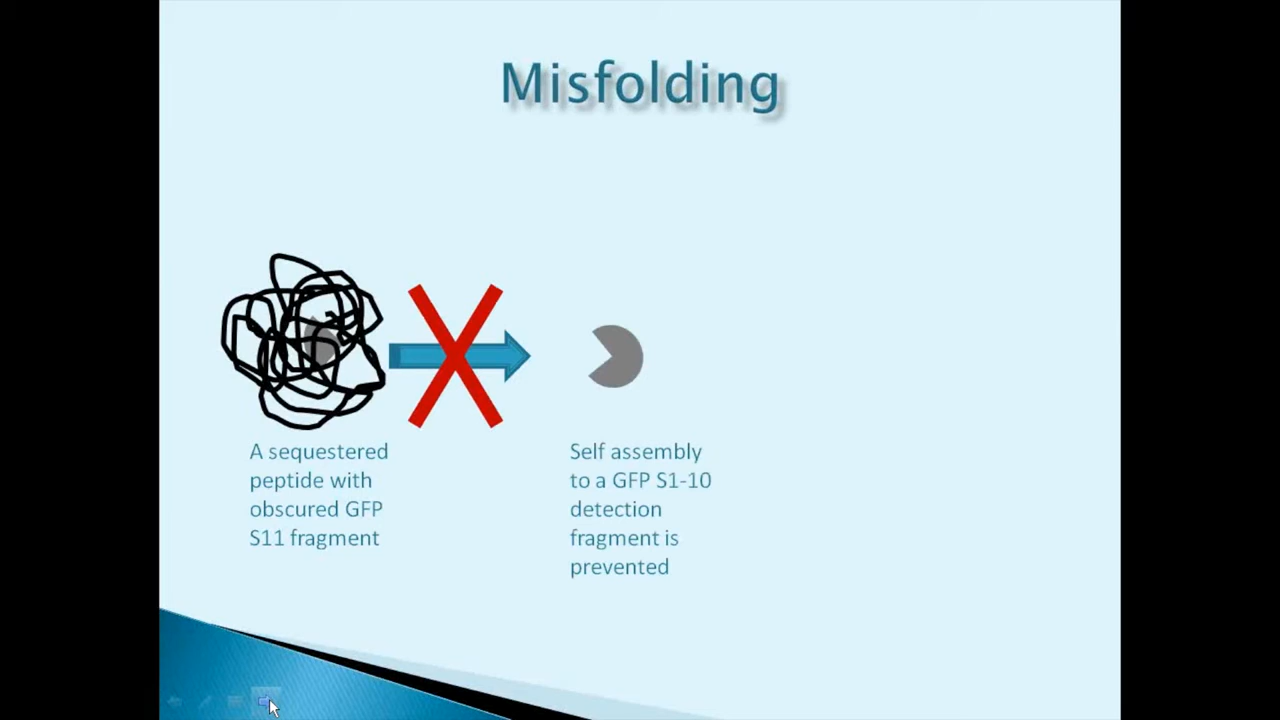 Misfolding
A sequestered
peptide with
obscured GFP
S11 fragment
Self assembly
to a GFP S1-10
detection
fragment is
prevented